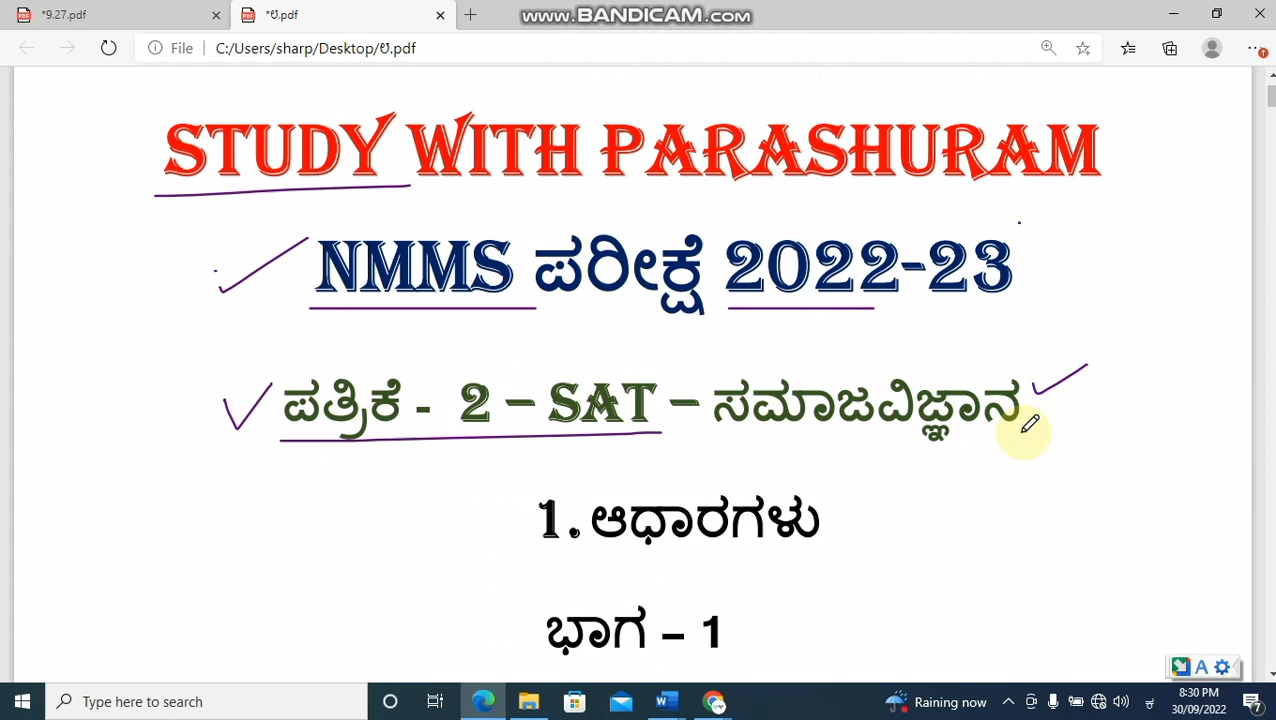 *9.27.pdf
*ಅ.pdf
www.BANDICAM.com
File
C:/Users/sharp/Desktop/ಅ.pdf
STUDY WITH PARASHURAM
NMMS ಪರೀಕ್ಷೆ 2022-23
ಪತ್ರಿಕೆ - 2 – SAT – ಸಮಾಜವಿಜ್ಞಾನ
1. ಆಧಾರಗಳು
ಭಾಗ – 1
Type here to search
Raining now
8:30 PM
30/09/2022
7